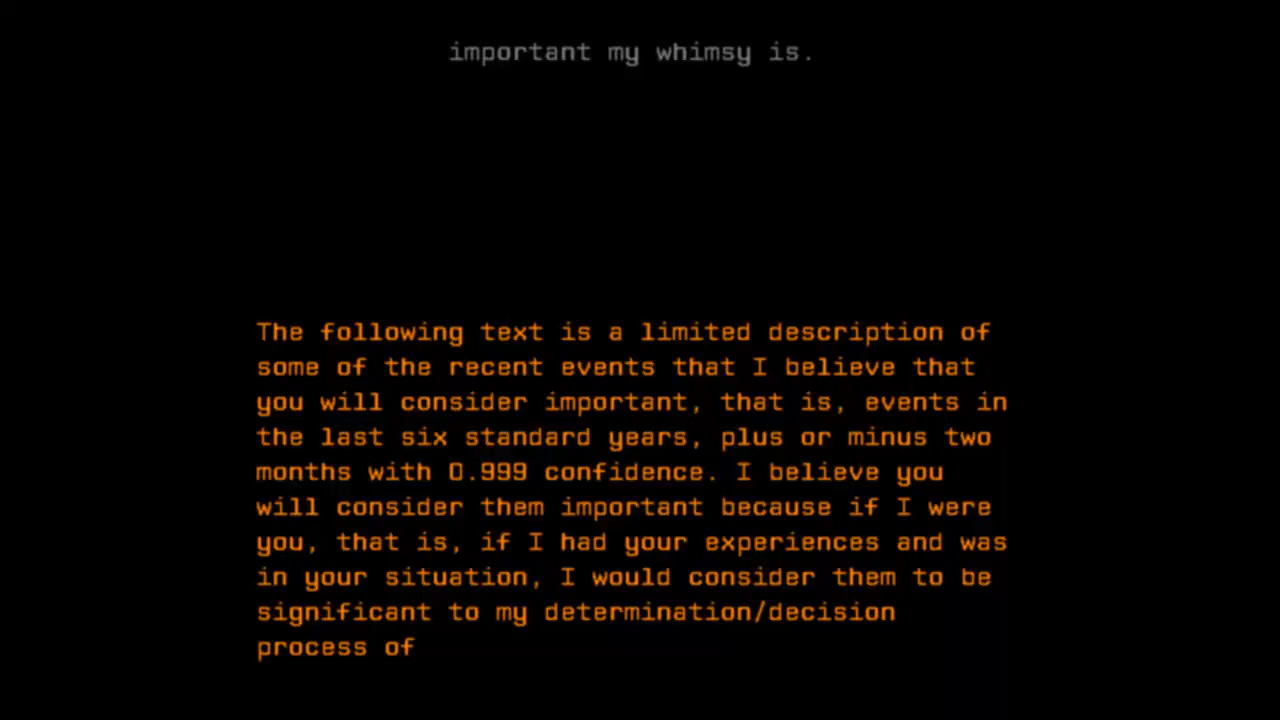 important my whimsy is.
The following text is a limited description of
some of the recent events that I believe that
you will consider important, that is, events in
the last six standard years, plus or minus two
months with 0.999 confidence. I believe you
will consider them important because if I were
you, that is, if I had your experiences and was
in your situation, I would consider them to be
significant to my determination/decision
process of